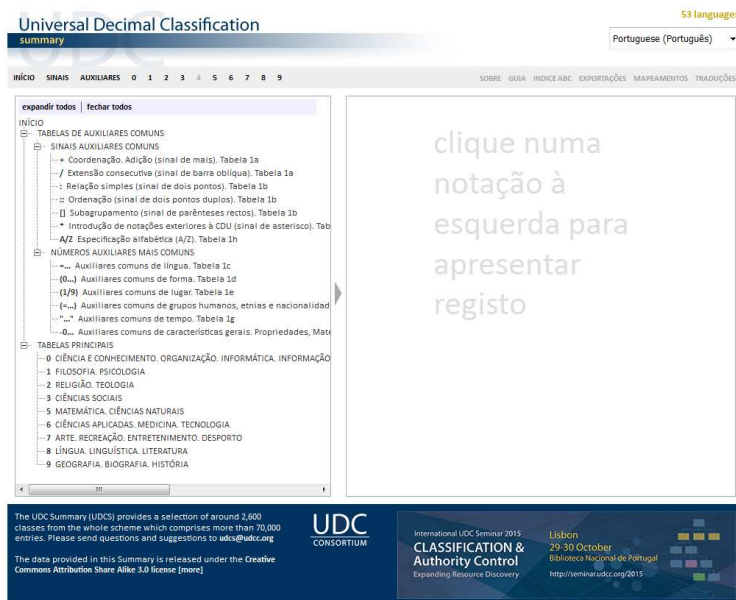 53 languages
Universal Decimal Classification
UDC
summary
Portuguese (Português)
INÍCIO SINAIS AUXILIARES 0 1 2 3 4 5 6 7 8 9
SOBRE GUIA INDICE ABC EXPORTAÇÕES MAPEAMENTOS TRADUÇÕES
expandir todos | fechar todos
INÍCIO
TABELAS DE AUXILIARES COMUNS
SINAIS AUXILIARES COMUNS
+ Coordenação. Adição (sinal de mais). Tabela 1a
/ Extensão consecutiva (sinal de barra oblíqua). Tabela 1a
: Relação simples (sinal de dois pontos). Tabela 1b
:: Ordenação (sinal de dois pontos duplos). Tabela 1b
[] Subagrupamento (sinal de parênteses rectos). Tabela 1b
* Introdução de notações exteriores à CDU (sinal de asterisco). Tab
A/Z Especificação alfabética (A/Z). Tabela 1h
NÚMEROS AUXILIARES MAIS COMUNS
=... Auxiliares comuns de língua. Tabela 1c
(0...) Auxiliares comuns de forma. Tabela 1d
(1/9) Auxiliares comuns de lugar. Tabela 1e
(=...) Auxiliares comuns de grupos humanos, etnias e nacionalidad
"..." Auxiliares comuns de tempo. Tabela 1g
-0... Auxiliares comuns de características gerais. Propriedades, Mate
TABELAS PRINCIPAIS
0 CIÊNCIA E CONHECIMENTO. ORGANIZAÇÃO. INFORMÁTICA. INFORMAÇÃO
1 FILOSOFIA. PSICOLOGIA
2 RELIGIÃO. TEOLOGIA
3 CIÊNCIAS SOCIAIS
5 MATEMÁTICA. CIÊNCIAS NATURAIS
6 CIÊNCIAS APLICADAS. MEDICINA. TECNOLOGIA
7 ARTE. RECREAÇÃO. ENTRETENIMENTO. DESPORTO
8 LÍNGUA. LINGUÍSTICA. LITERATURA
9 GEOGRAFIA. BIOGRAFIA. HISTÓRIA
clique numa
notação à
esquerda para
apresentar
registo
The UDC Summary (UDCS) provides a selection of around 2,600
classes from the whole scheme which comprises more than 70,000
entries. Please send questions and suggestions to udcs@udcc.org
The data provided in this Summary is released under the Creative
Commons Attribution Share Alike 3.0 license [more]
UDC
CONSORTIUM
International UDC Seminar 2015
CLASSIFICATION &
Authority Control
Expanding Resource Discovery
Lisbon
29-30 October
Biblioteca Nacional de Portugal
http://seminar.udcc.org/2015